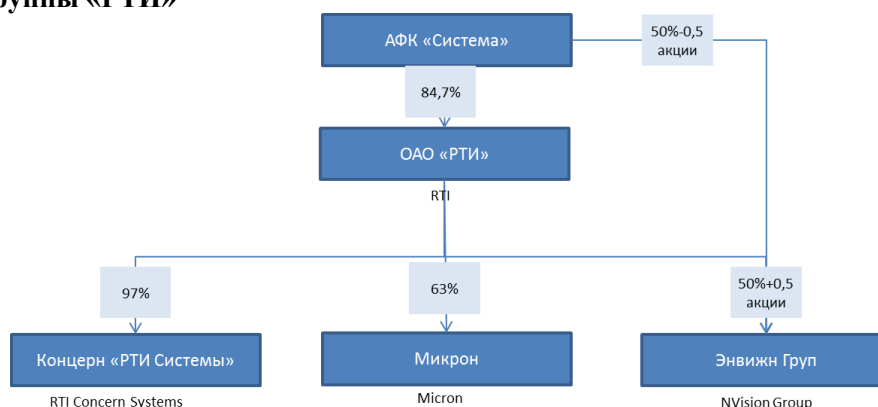 группы «РТИ»
АФК «Система»
50%-0,5
акции
84,7%
ОАО «РТИ»
RTI
97%
63%
50%+0,5
акции
Концерн «РТИ Системы»
Микрон
Энвижн Груп
RTI Concern Systems
Micron
NVision Group